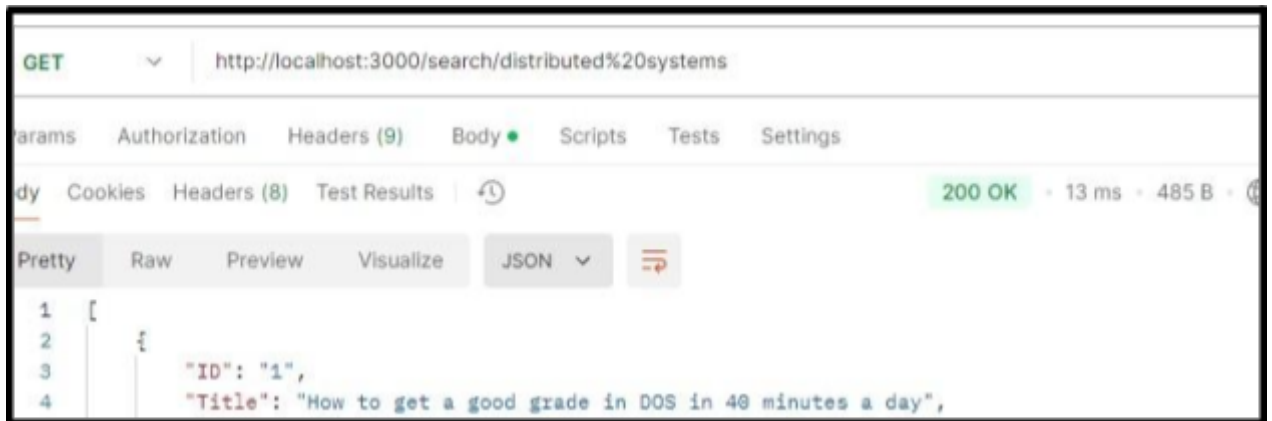 GET http://localhost:3000/search/distributed%20systems
arams Authorization Headers (9) Body Scripts Tests Settings
dy Cookies Headers (8) Test Results 200 OK 13 ms 485 B
Pretty Raw Preview Visualize JSON
1 [
2 {
3 "ID": "1",
4 "Title": "How to get a good grade in DOS in 40 minutes a day",